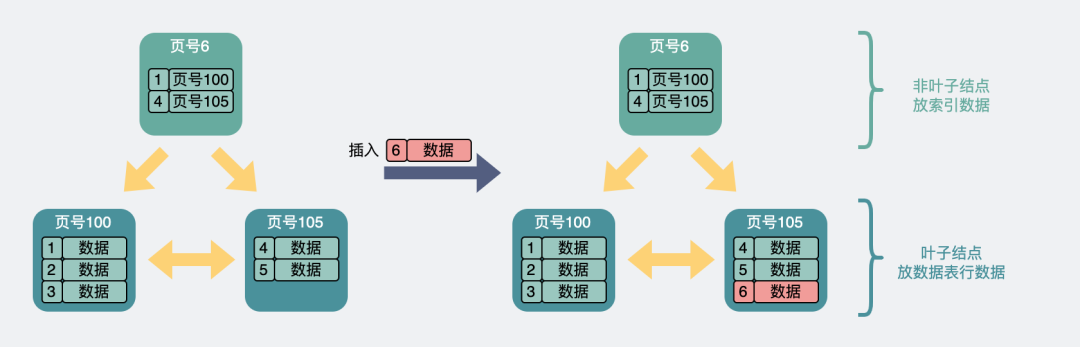 页号6
1 页号100
4 页号105
页号100
1 数据
2 数据
3 数据
页号105
4 数据
5 数据
插入 6 数据
页号6
1 页号100
4 页号105
页号100
1 数据
2 数据
3 数据
页号105
4 数据
5 数据
6 数据
非叶子结点
放索引数据
叶子结点
放数据表行数据